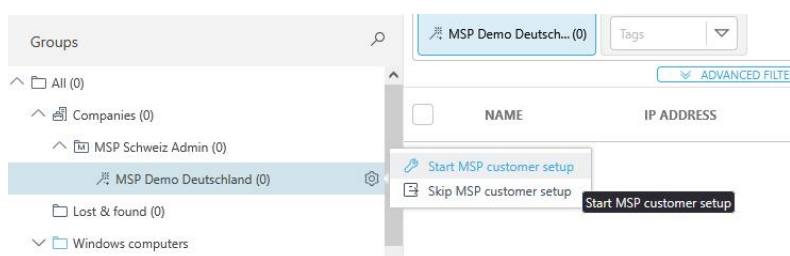 Groups
All (0)
Companies (0)
MSP Schweiz Admin (0)
MSP Demo Deutschland (0)
Lost & found (0)
Windows computers
MSP Demo Deutsch... (0)
Tags
ADVANCED FILTE
NAME IP ADDRESS
Start MSP customer setup
Skip MSP customer setup
Start MSP customer setup